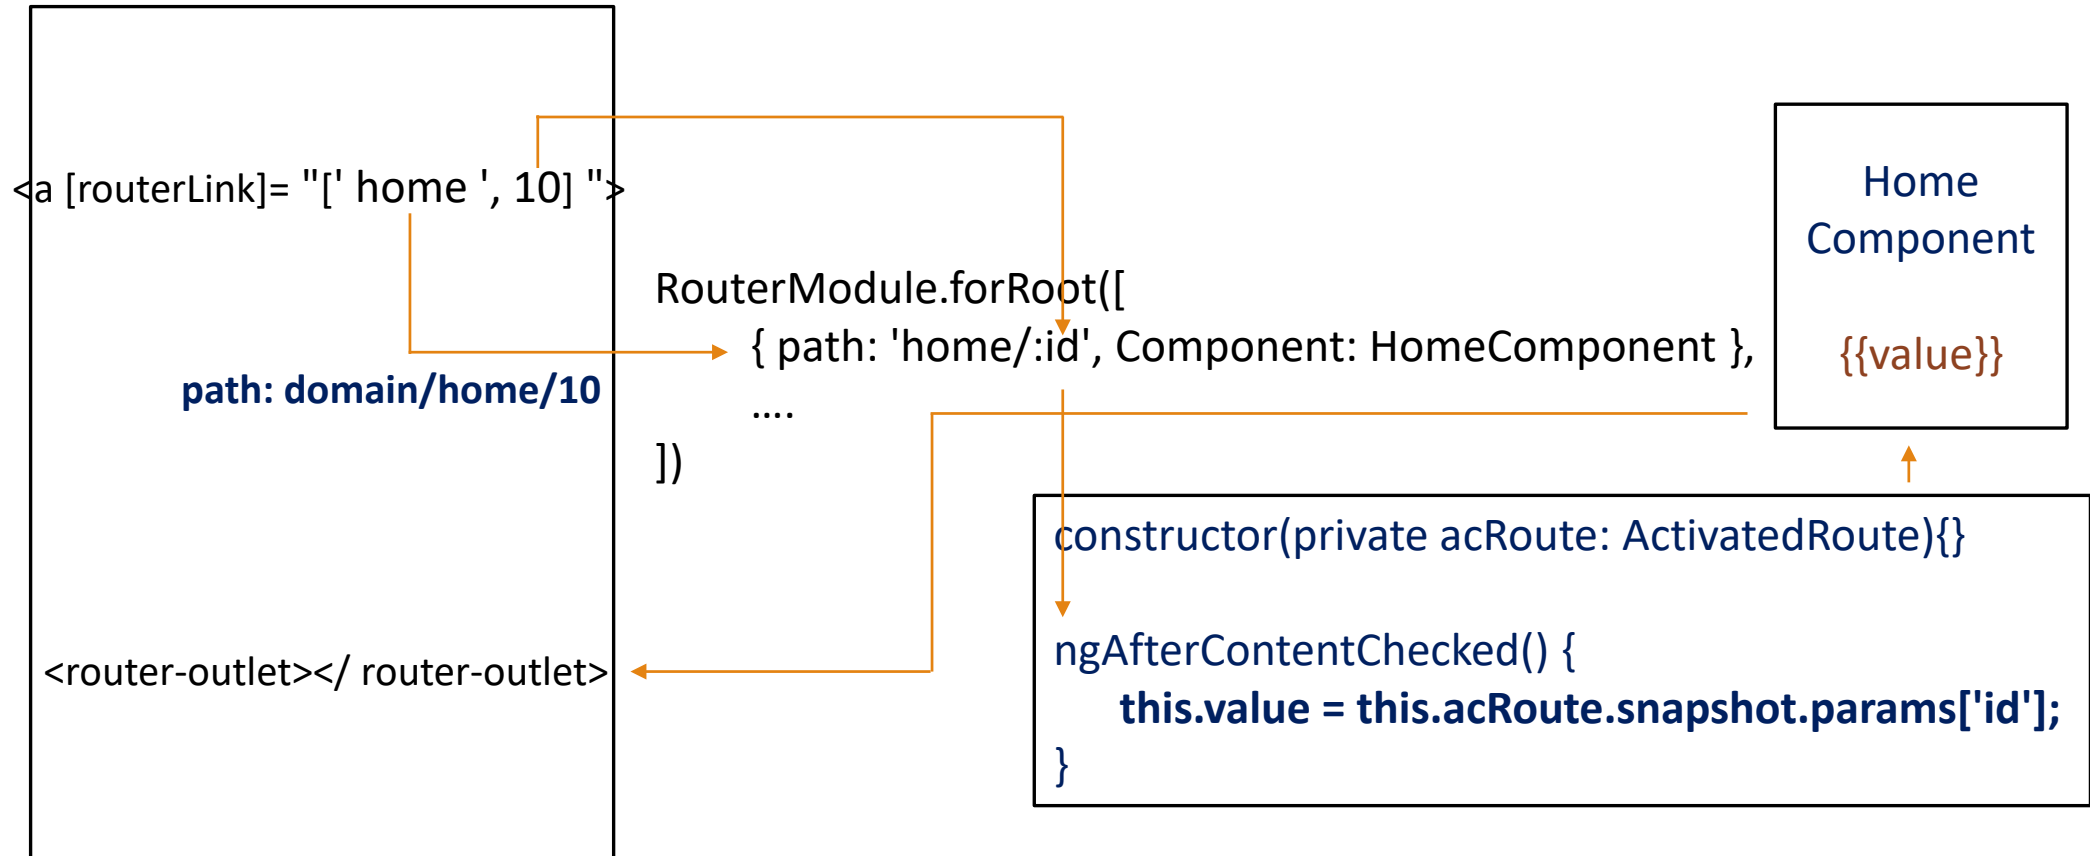 <a [routerLink]= "[' home ', 10] ">
path: domain/home/10
<router-outlet></ router-outlet>
RouterModule.forRoot([
{ path: 'home/:id', Component: HomeComponent },
....
])
Home
Component
{{value}}
constructor(private acRoute: ActivatedRoute){}
ngAfterContentChecked() {
this.value = this.acRoute.snapshot.params['id'];
}